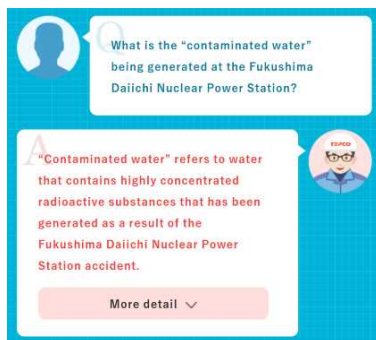 Q
What is the “contaminated water”
being generated at the Fukushima
Daiichi Nuclear Power Station?
A
“Contaminated water” refers to water
that contains highly concentrated
radioactive substances that has been
generated as a result of the
Fukushima Daiichi Nuclear Power
Station accident.
TEPCO
More detail